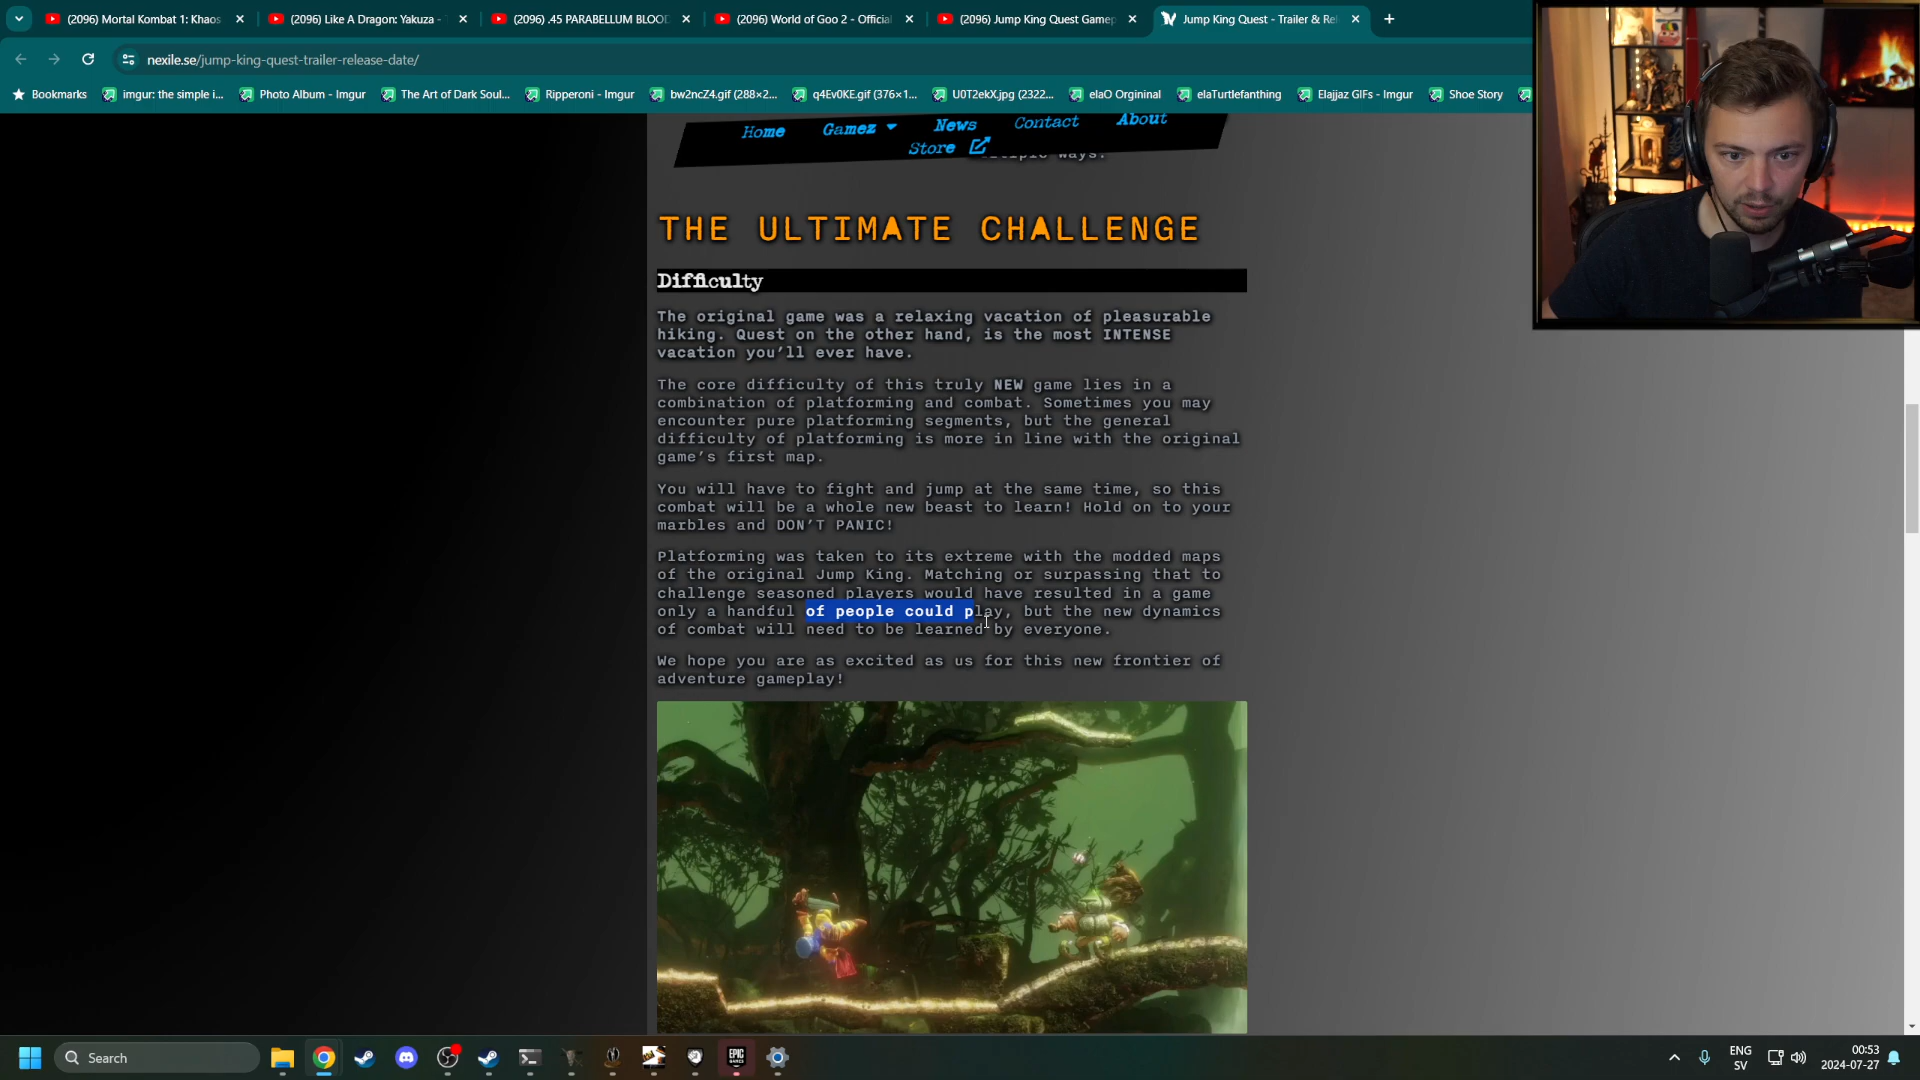 (2096) Mortal Kombat 1: Khaos
(2096) Like A Dragon: Yakuza -
(2096) .45 PARABELLUM BLOOD
(2096) World of Goo 2 - Official
(2096) Jump King Quest Gamep
Jump King Quest - Trailer & Rel
nexile.se/jump-king-quest-trailer-release-date/
Bookmarks
imgur: the simple i...
Photo Album - Imgur
The Art of Dark Soul...
Ripperoni - Imgur
bw2ncZ4.gif (288×2...
q4Ev0KE.gif (376×1...
U0T2ekX.jpg (2322...
elaO Orgininal
elaTurtlefanthing
Elajjaz GIFs - Imgur
Shoe Story
Home Gamez News Contact About
Store
multiple ways!
THE ULTIMATE CHALLENGE
Difficulty
The original game was a relaxing vacation of pleasurable
hiking. Quest on the other hand, is the most INTENSE
vacation you'll ever have.
The core difficulty of this truly NEW game lies in a
combination of platforming and combat. Sometimes you may
encounter pure platforming segments, but the general
difficulty of platforming is more in line with the original
game's first map.
You will have to fight and jump at the same time, so this
combat will be a whole new beast to learn! Hold on to your
marbles and DON'T PANIC!
Platforming was taken to its extreme with the modded maps
of the original Jump King. Matching or surpassing that to
challenge seasoned players would have resulted in a game
only a handful of people could play, but the new dynamics
of combat will need to be learned by everyone.
We hope you are as excited as us for this new frontier of
adventure gameplay!
Search
EPIC
GAMES
ENG
SV
00:53
2024-07-27